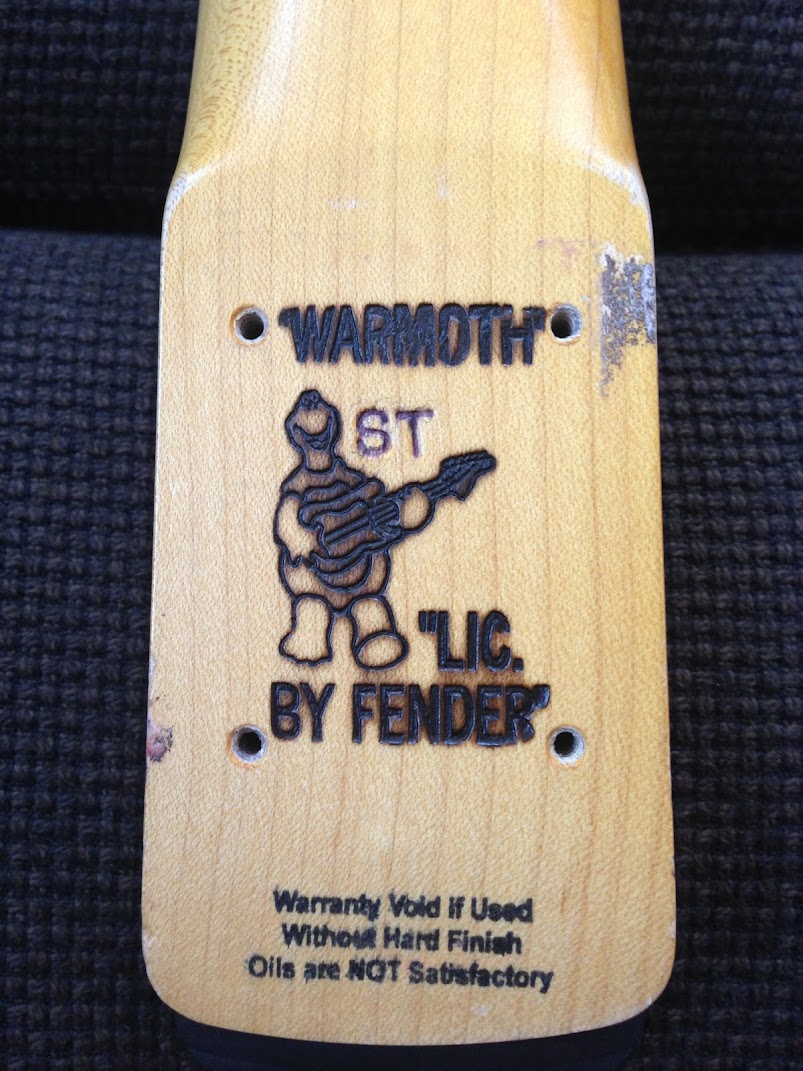 "WARMOTH"
ST
"LIC.
BY FENDER"
Warranty Void if Used
Without Hard Finish
Oils are NOT Satisfactory